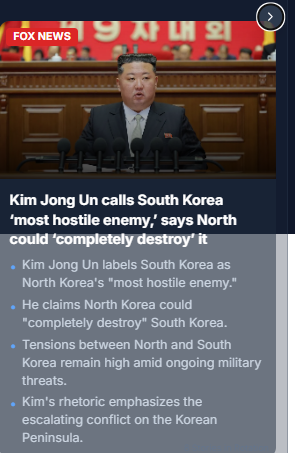 차대회
FOX NEWS
Kim Jong Un calls South Korea
‘most hostile enemy,’ says North
could ‘completely destroy’ it
Kim Jong Un labels South Korea as
North Korea's "most hostile enemy."
He claims North Korea could
"completely destroy" South Korea.
Tensions between North and South
Korea remain high amid ongoing military
threats.
Kim's rhetoric emphasizes the
escalating conflict on the Korean
Peninsula.